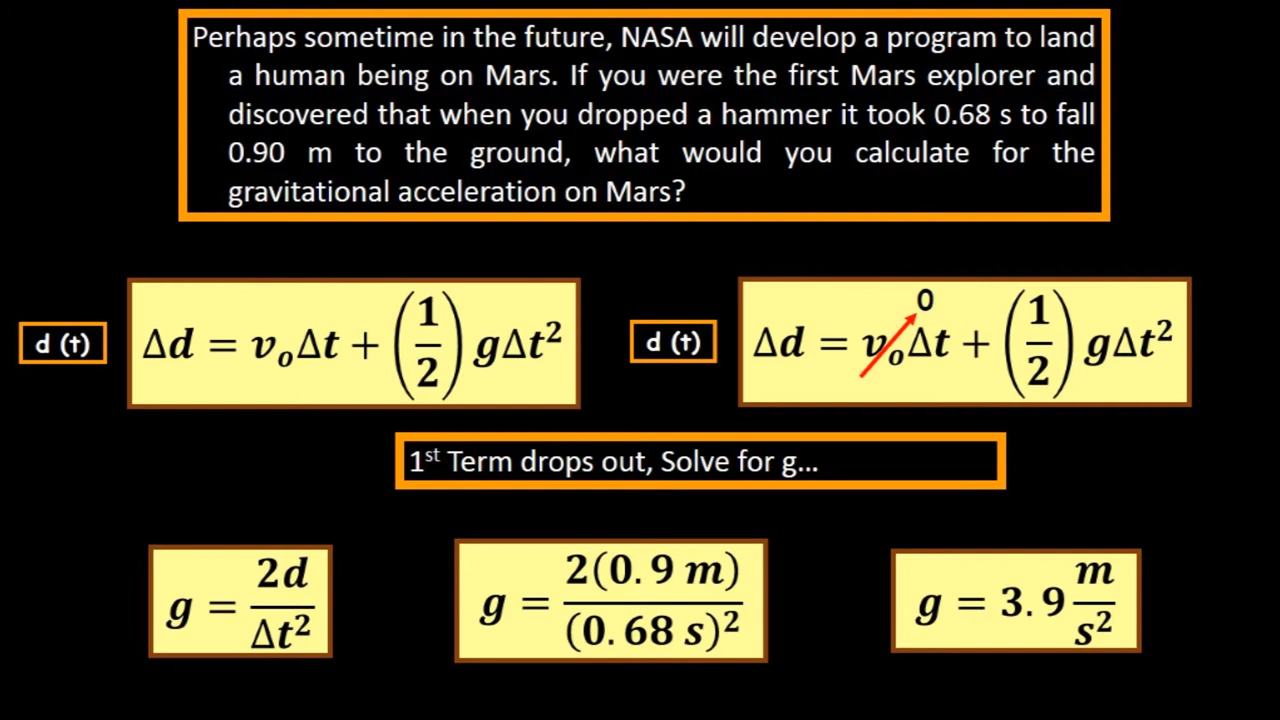 Perhaps sometime in the future, NASA will develop a program to land
a human being on Mars. If you were the first Mars explorer and
discovered that when you dropped a hammer it took 0.68 s to fall
0.90 m to the ground, what would you calculate for the
gravitational acceleration on Mars?
d (t)
Δd = v₀Δt + (1/2) gΔt²
d (t)
Δd = v₀Δt + (1/2) gΔt²
0
1ˢᵗ Term drops out, Solve for g...
g = 2d/Δt²
g = 2(0.9 m)/(0.68 s)²
g = 3.9 m/s²